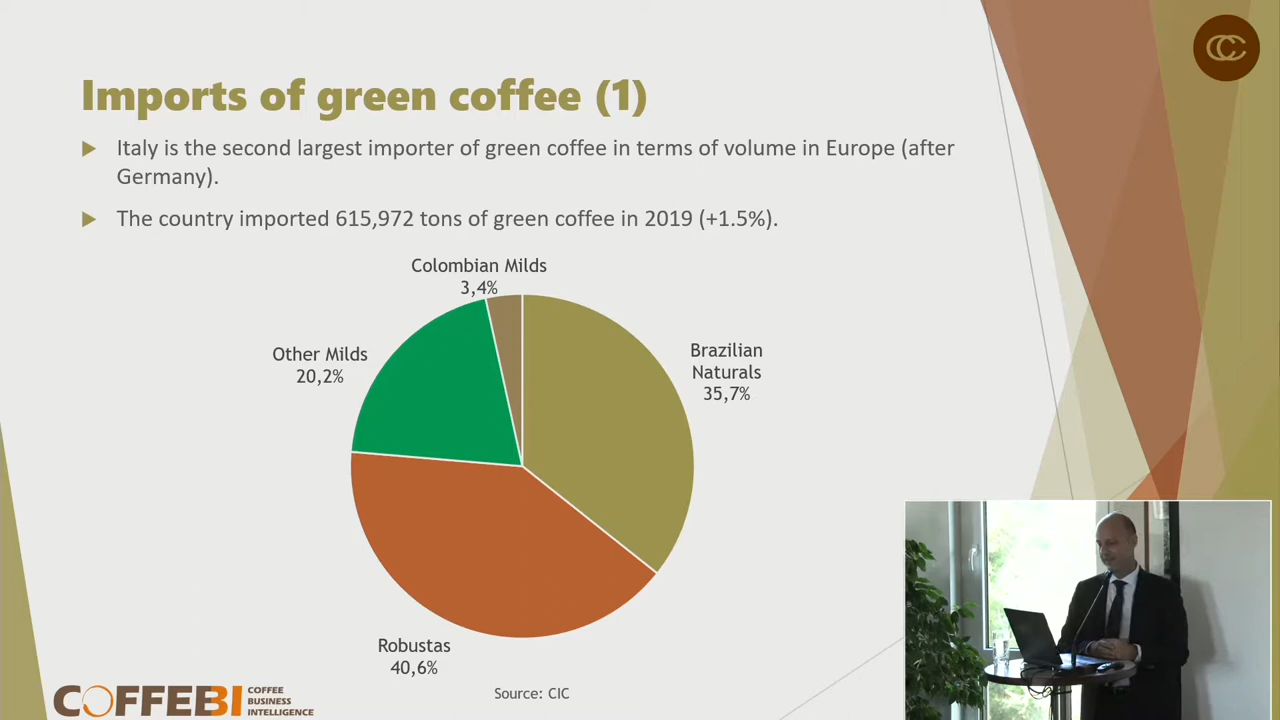 Imports of green coffee (1)
Italy is the second largest importer of green coffee in terms of volume in Europe (after
Germany).
The country imported 615,972 tons of green coffee in 2019 (+1.5%).
Colombian Milds
3,4%
Other Milds
20,2%
Brazilian
Naturals
35,7%
Robustas
40,6%
Source: CIC
COFFEBI
COFFEE
BUSINESS
INTELLIGENCE